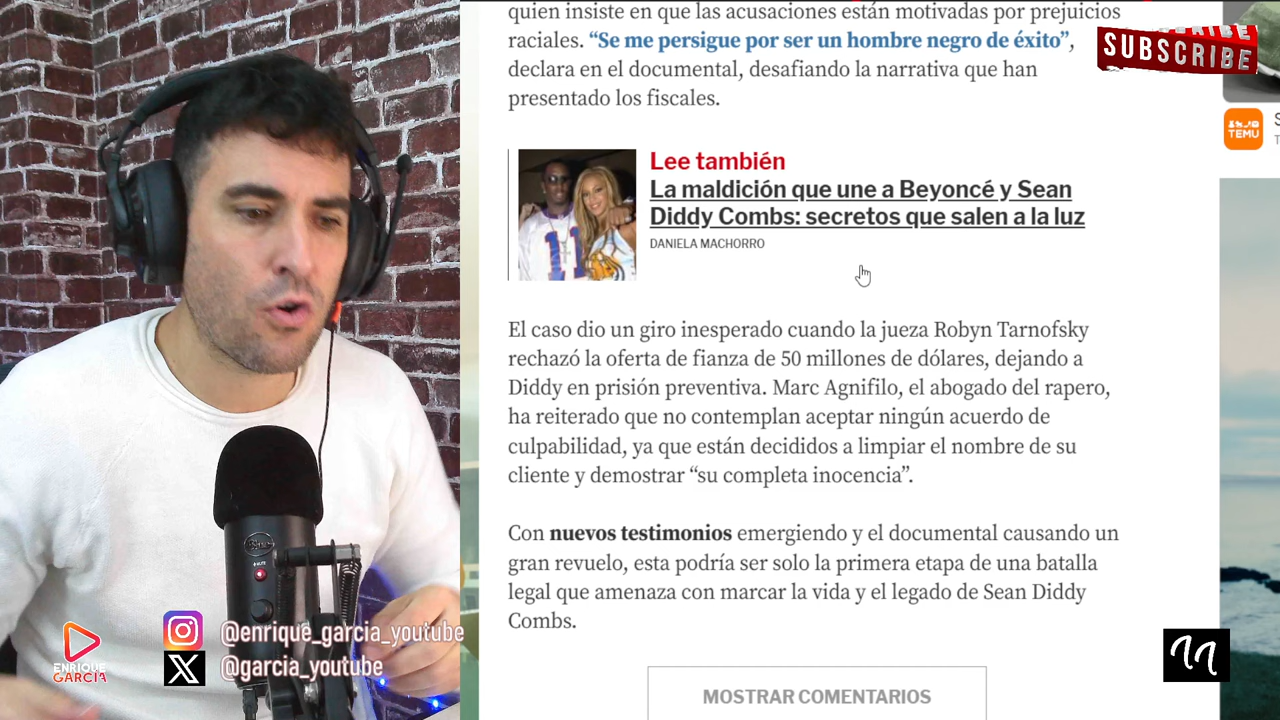 quien insiste en que las acusaciones están motivadas por prejuicios
raciales. “Se me persigue por ser un hombre negro de éxito”,
declara en el documental, desafiando la narrativa que han
presentado los fiscales.
SUBSCRIBE
TEMU
Lee también
La maldición que une a Beyoncé y Sean
Diddy Combs: secretos que salen a la luz
DANIELA MACHORRO
El caso dio un giro inesperado cuando la jueza Robyn Tarnofsky
rechazó la oferta de fianza de 50 millones de dólares, dejando a
Diddy en prisión preventiva. Marc Agnifilo, el abogado del rapero,
ha reiterado que no contemplan aceptar ningún acuerdo de
culpabilidad, ya que están decididos a limpiar el nombre de su
cliente y demostrar “su completa inocencia”.
Con nuevos testimonios emergiendo y el documental causando un
gran revuelo, esta podría ser solo la primera etapa de una batalla
legal que amenaza con marcar la vida y el legado de Sean Diddy
Combs.
MOSTRAR COMENTARIOS
ENRIQUE
GARCIA
@enrique_garcia_youtube
@garcia_youtube